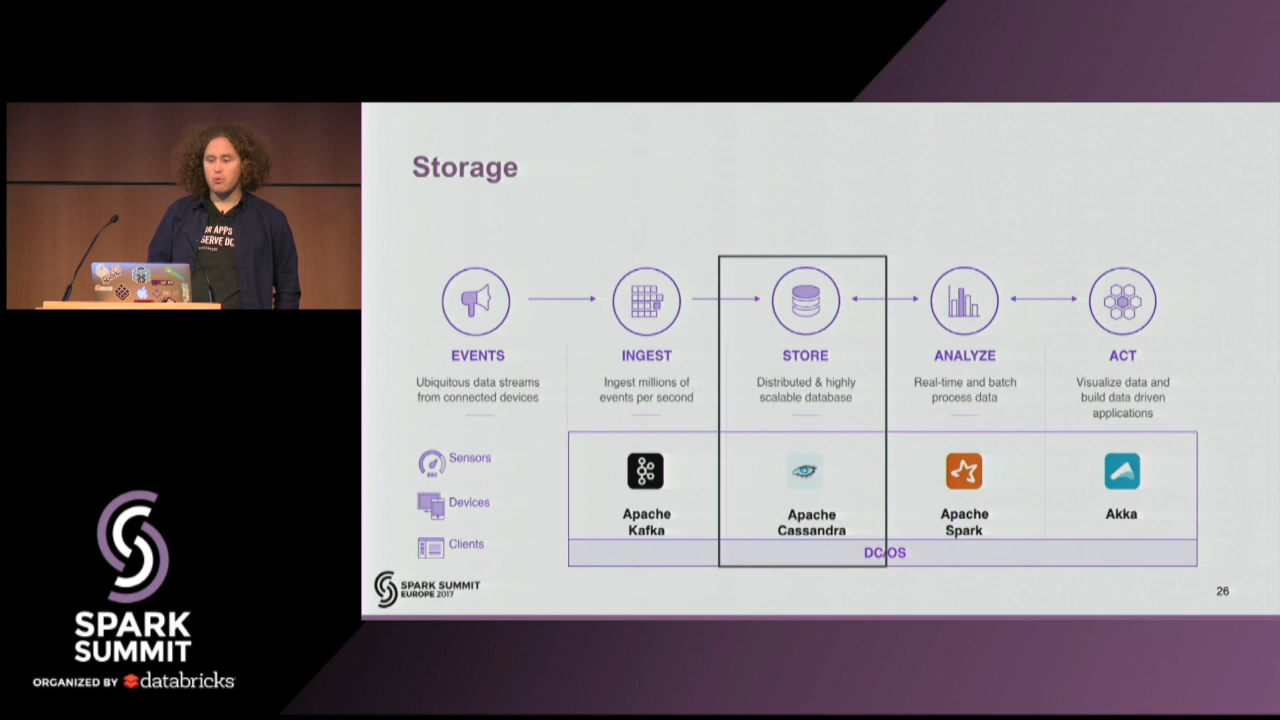 Storage
EVENTS
Ubiquitous data streams
from connected devices
INGEST
Ingest millions of
events per second
STORE
Distributed & highly
scalable database
ANALYZE
Real-time and batch
process data
ACT
Visualize data and
build data driven
applications
Sensors
Devices
Clients
Apache
Kafka
Apache
Cassandra
Apache
Spark
Akka
DC/OS
SPARK SUMMIT
EUROPE 2017
26
APPS
SERVE DC
SPARK
SUMMIT
ORGANIZED BY databricks